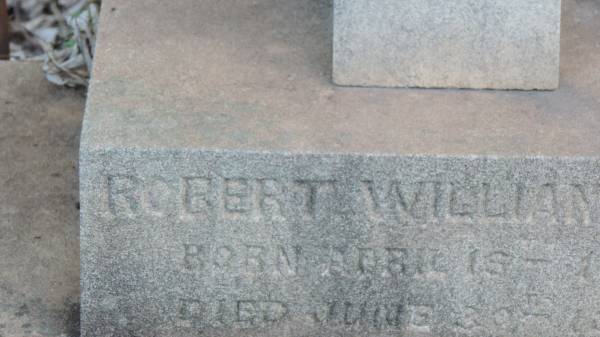 ROBERT WILLIAM
BORN APRIL
DIED JUNE